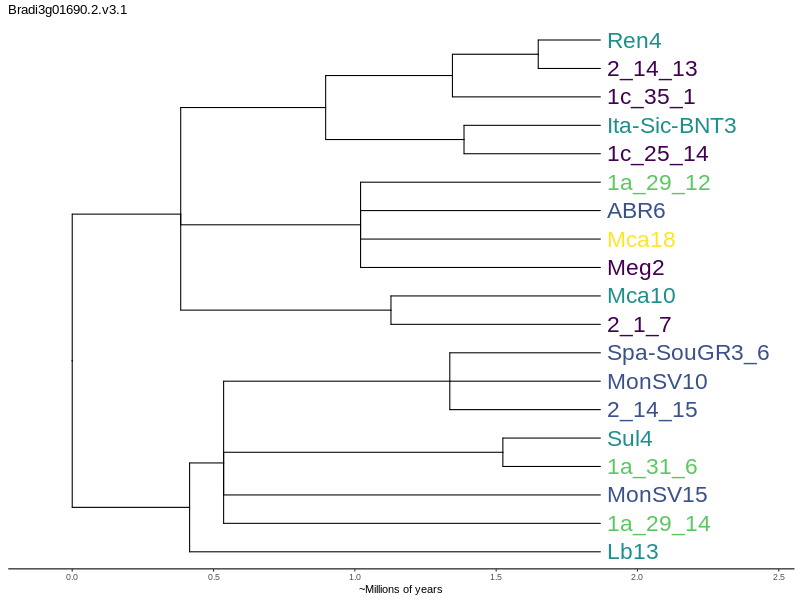 Bradi3g01690.2.v3.1
Ren4
2_14_13
1c_35_1
Ita-Sic-BNT3
1c_25_14
1a_29_12
ABR6
Mca18
Meg2
Mca10
2_1_7
Spa-SouGR3_6
MonSV10
2_14_15
Sul4
1a_31_6
MonSV15
1a_29_14
Lb13
0.0 0.5 1.0 1.5 2.0 2.5
~Millions of years